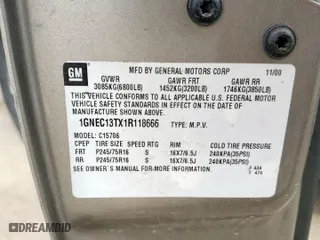 GM
MFD BY GENERAL MOTORS CORP 11/00
GVWR GAWR FRT GAWR RR
3085KG(6800LB) 1452KG(3200LB) 1746KG(3850LB)
THIS VEHICLE CONFORMS TO ALL APPLICABLE U.S. FEDERAL MOTOR
VEHICLE SAFETY STANDARDS IN EFFECT ON THE DATE OF
MANUFACTURE SHOWN ABOVE.
1GNEC13TX1R118666 TYPE: M.P.V.
MODEL: C15706
CPEP TIRE SIZE SPEED RTG RIM COLD TIRE PRESSURE
FRT P245/75R16 S 16X7/6.5J 240KPA(35PSI)
RR P245/75R16 S 16X7/6.5J 240KPA(35PSI)
SEE OWNER'S MANUAL FOR MORE INFORMATION.